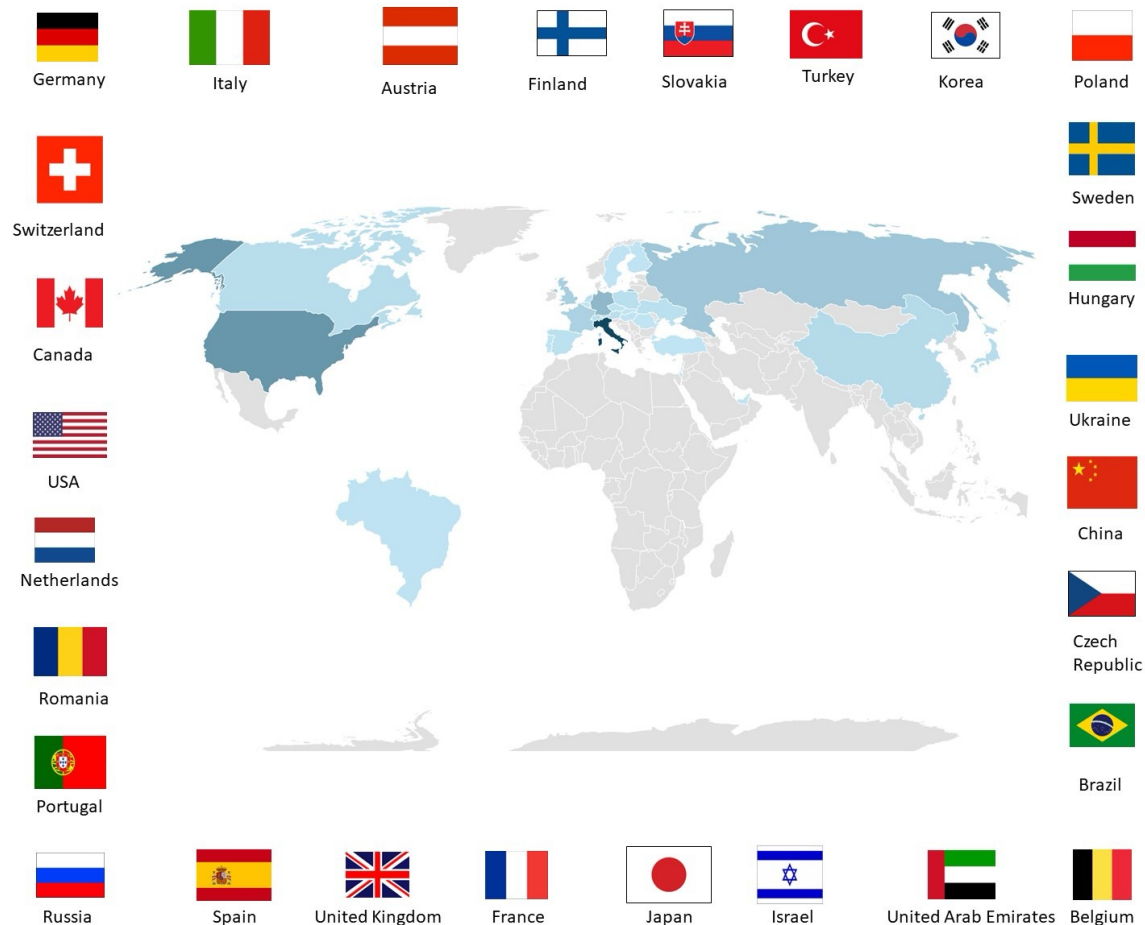 Germany
Italy
Austria
Finland
Slovakia
Turkey
Korea
Poland
Switzerland
Sweden
Canada
Hungary
USA
Ukraine
Netherlands
China
Romania
Czech
Republic
Portugal
Brazil
Russia
Spain
United Kingdom
France
Japan
Israel
United Arab Emirates
Belgium